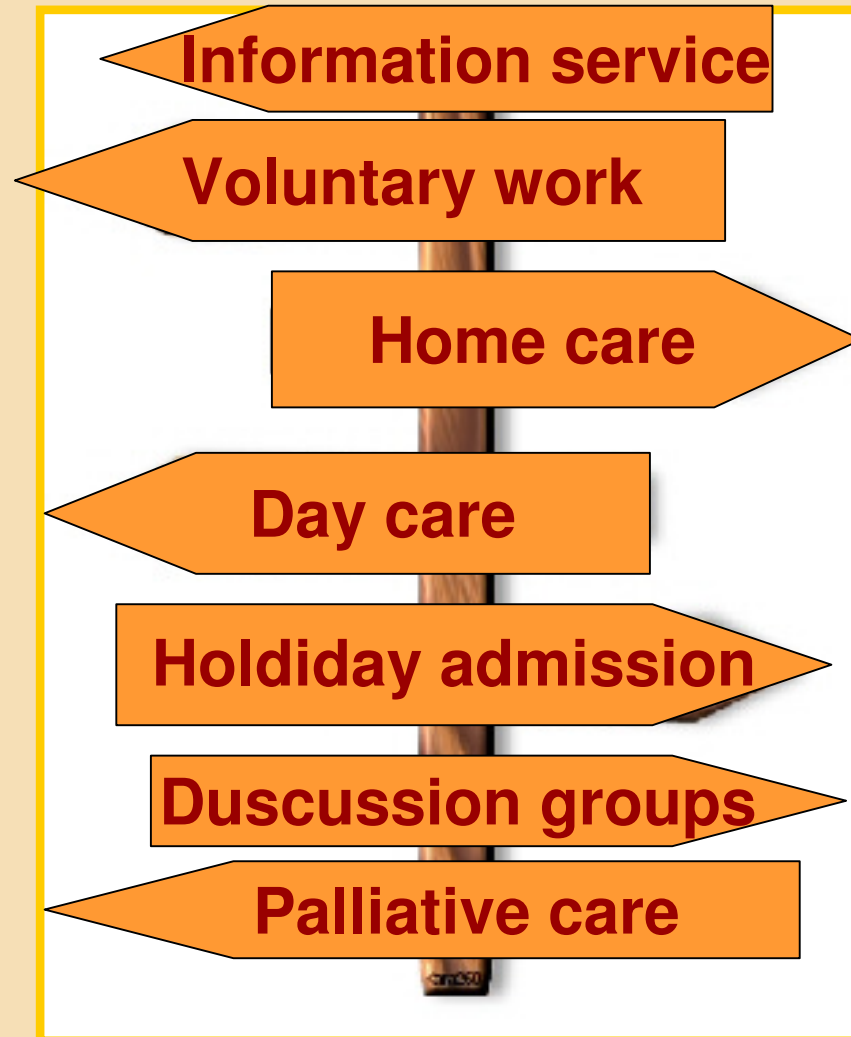 Information service
Voluntary work
Home care
Day care
Holdiday admission
Duscussion groups
Palliative care